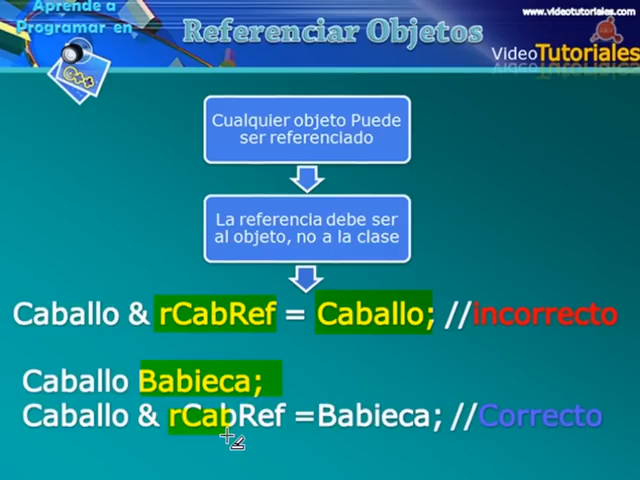 Aprende a
Programar en
C++
Referenciar Objetos
www.videotutoriales.com
VideoTutoriales
Cualquier objeto Puede
ser referenciado
La referencia debe ser
al objeto, no a la clase
Caballo & rCabRef = Caballo; //incorrecto
Caballo Babieca;
Caballo & rCabRef =Babieca; //Correcto